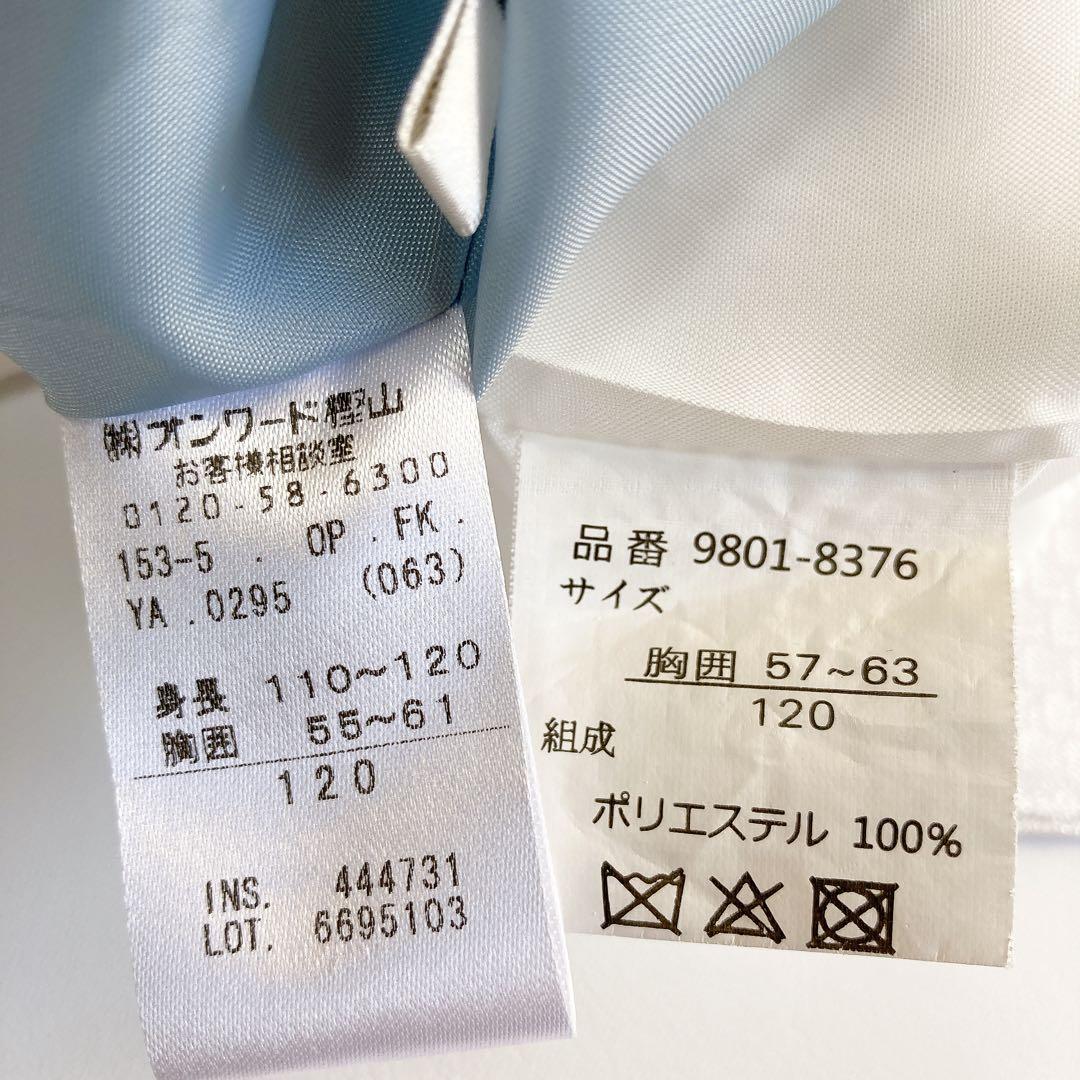 ㈱オンワード樫山
お客様相談室
0120-58-6300
153-5 . OP . FK .
YA .0295 (063)
身長 110〜120
胸囲 55〜61
120
INS. 444731
LOT. 6695103
品番 9801-8376
サイズ
胸囲 57~63
120
組成
ポリエステル 100%